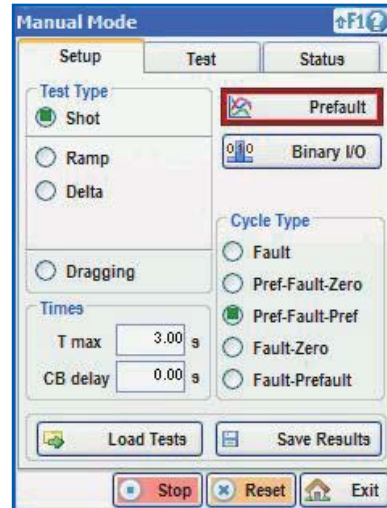 Manual Mode
F1
Setup
Test
Status
Test Type
Shot
Ramp
Delta
Dragging
Times
T max 3.00 s
CB delay 0.00 s
Prefault
010 Binary I/O
Cycle Type
Fault
Pref-Fault-Zero
Pref-Fault-Pref
Fault-Zero
Fault-Prefault
Load Tests
Save Results
Stop
Reset
Exit